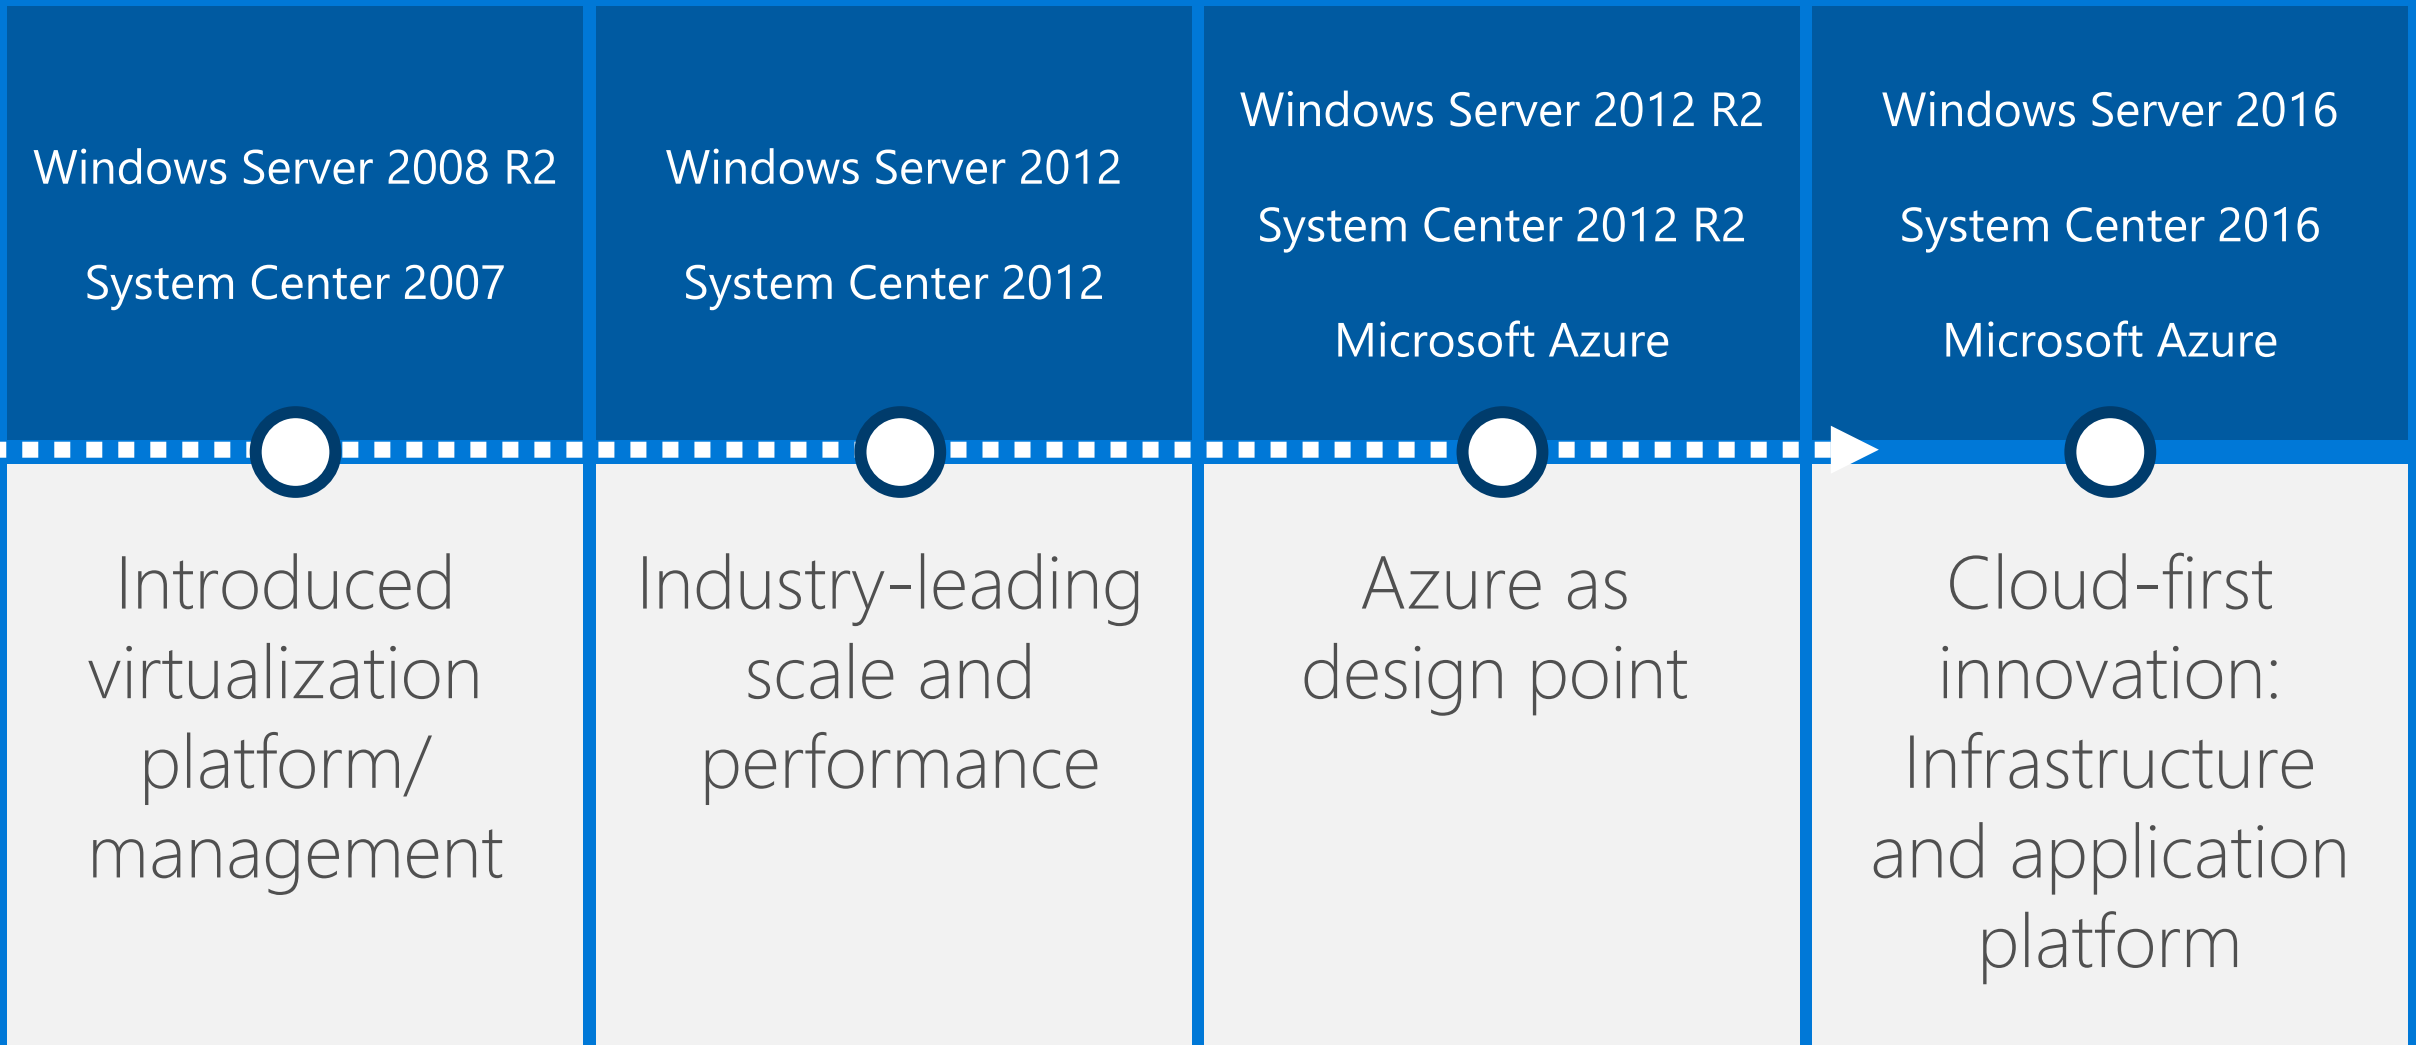 Windows Server 2008 R2
System Center 2007
Windows Server 2012
System Center 2012
Windows Server 2012 R2
System Center 2012 R2
Microsoft Azure
Windows Server 2016
System Center 2016
Microsoft Azure
Introduced
virtualization
platform/
management
Industry-leading
scale and
performance
Azure as
design point
Cloud-first
innovation:
Infrastructure
and application
platform